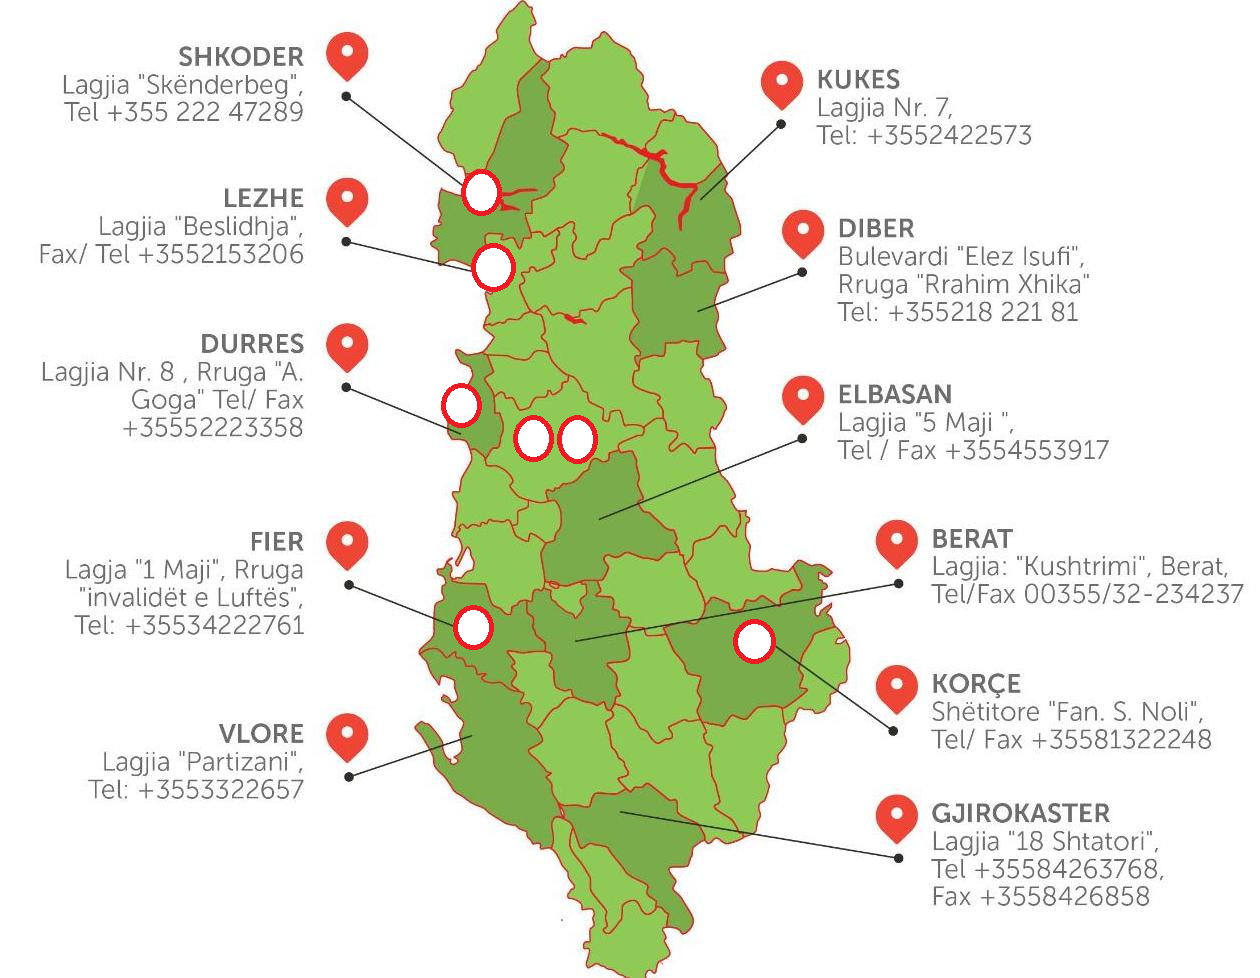 SHKODER
Lagjia "Skënderbeg",
Tel +355 222 47289
LEZHE
Lagjia "Beslidhja",
Fax/ Tel +3552153206
DURRES
Lagjia Nr. 8 , Rruga "A.
Goga" Tel/ Fax
+35552223358
FIER
Lagja "1 Maji", Rruga
"invalidët e Luftës",
Tel: +35534222761
VLORE
Lagjia "Partizani",
Tel: +3553322657
KUKES
Lagjia Nr. 7,
Tel: +3552422573
DIBER
Bulevardi "Elez Isufi",
Rruga "Rrahim Xhika"
Tel: +355218 221 81
ELBASAN
Lagjia "5 Maji ",
Tel / Fax +3554553917
BERAT
Lagjia: "Kushtrimi", Berat,
Tel/Fax 00355/32-234237
KORÇE
Shëtitore "Fan. S. Noli",
Tel/ Fax +35581322248
GJIROKASTER
Lagjia "18 Shtatori",
Tel +35584263768,
Fax +3558426858